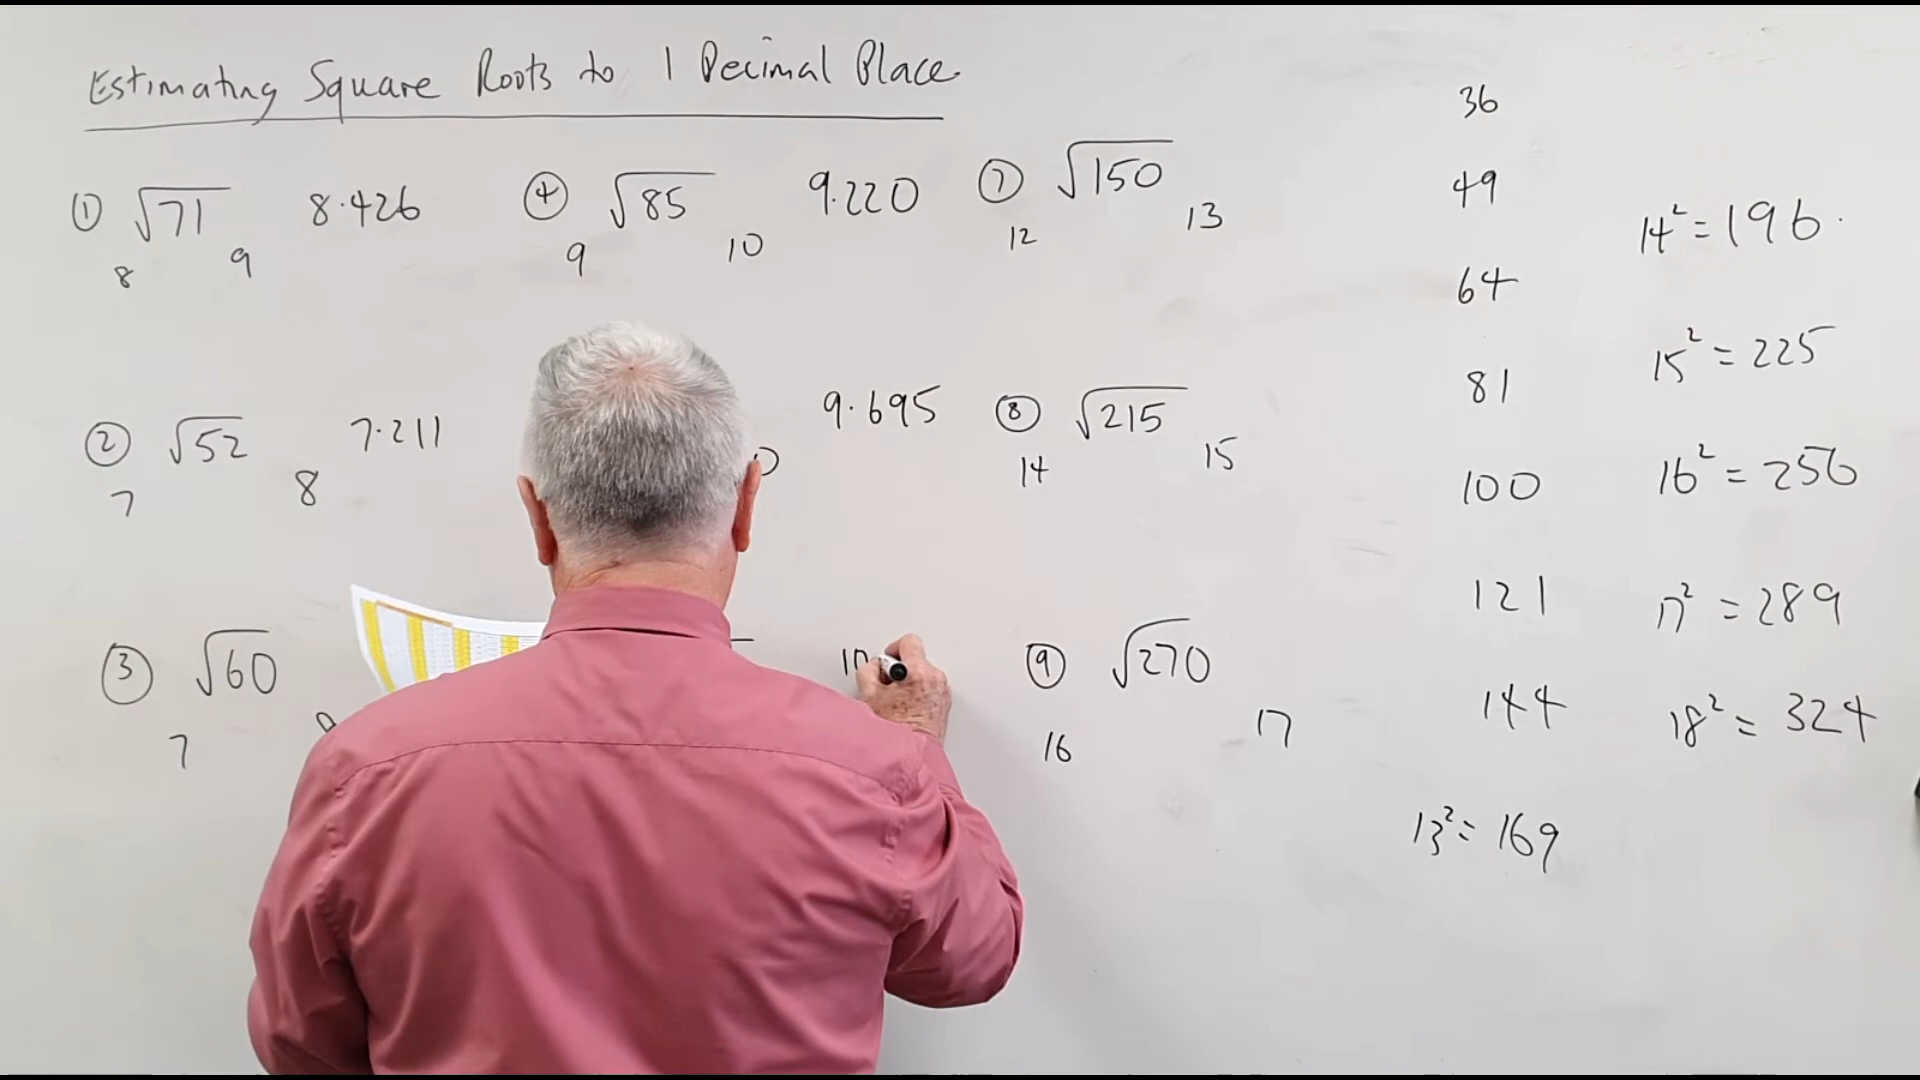 Estimating Square Roots to 1 Decimal Place
① √71 8.426
8 9
② √52 7.211
7 8
③ √60
7
④ √85 9.220
9 10
9.695
10
⑦ √150
12 13
⑧ √215
14 15
⑨ √270
16 17
36
49
64
81
100
121
144
13² = 169
14² = 196.
15² = 225
16² = 256
17² = 289
18² = 324